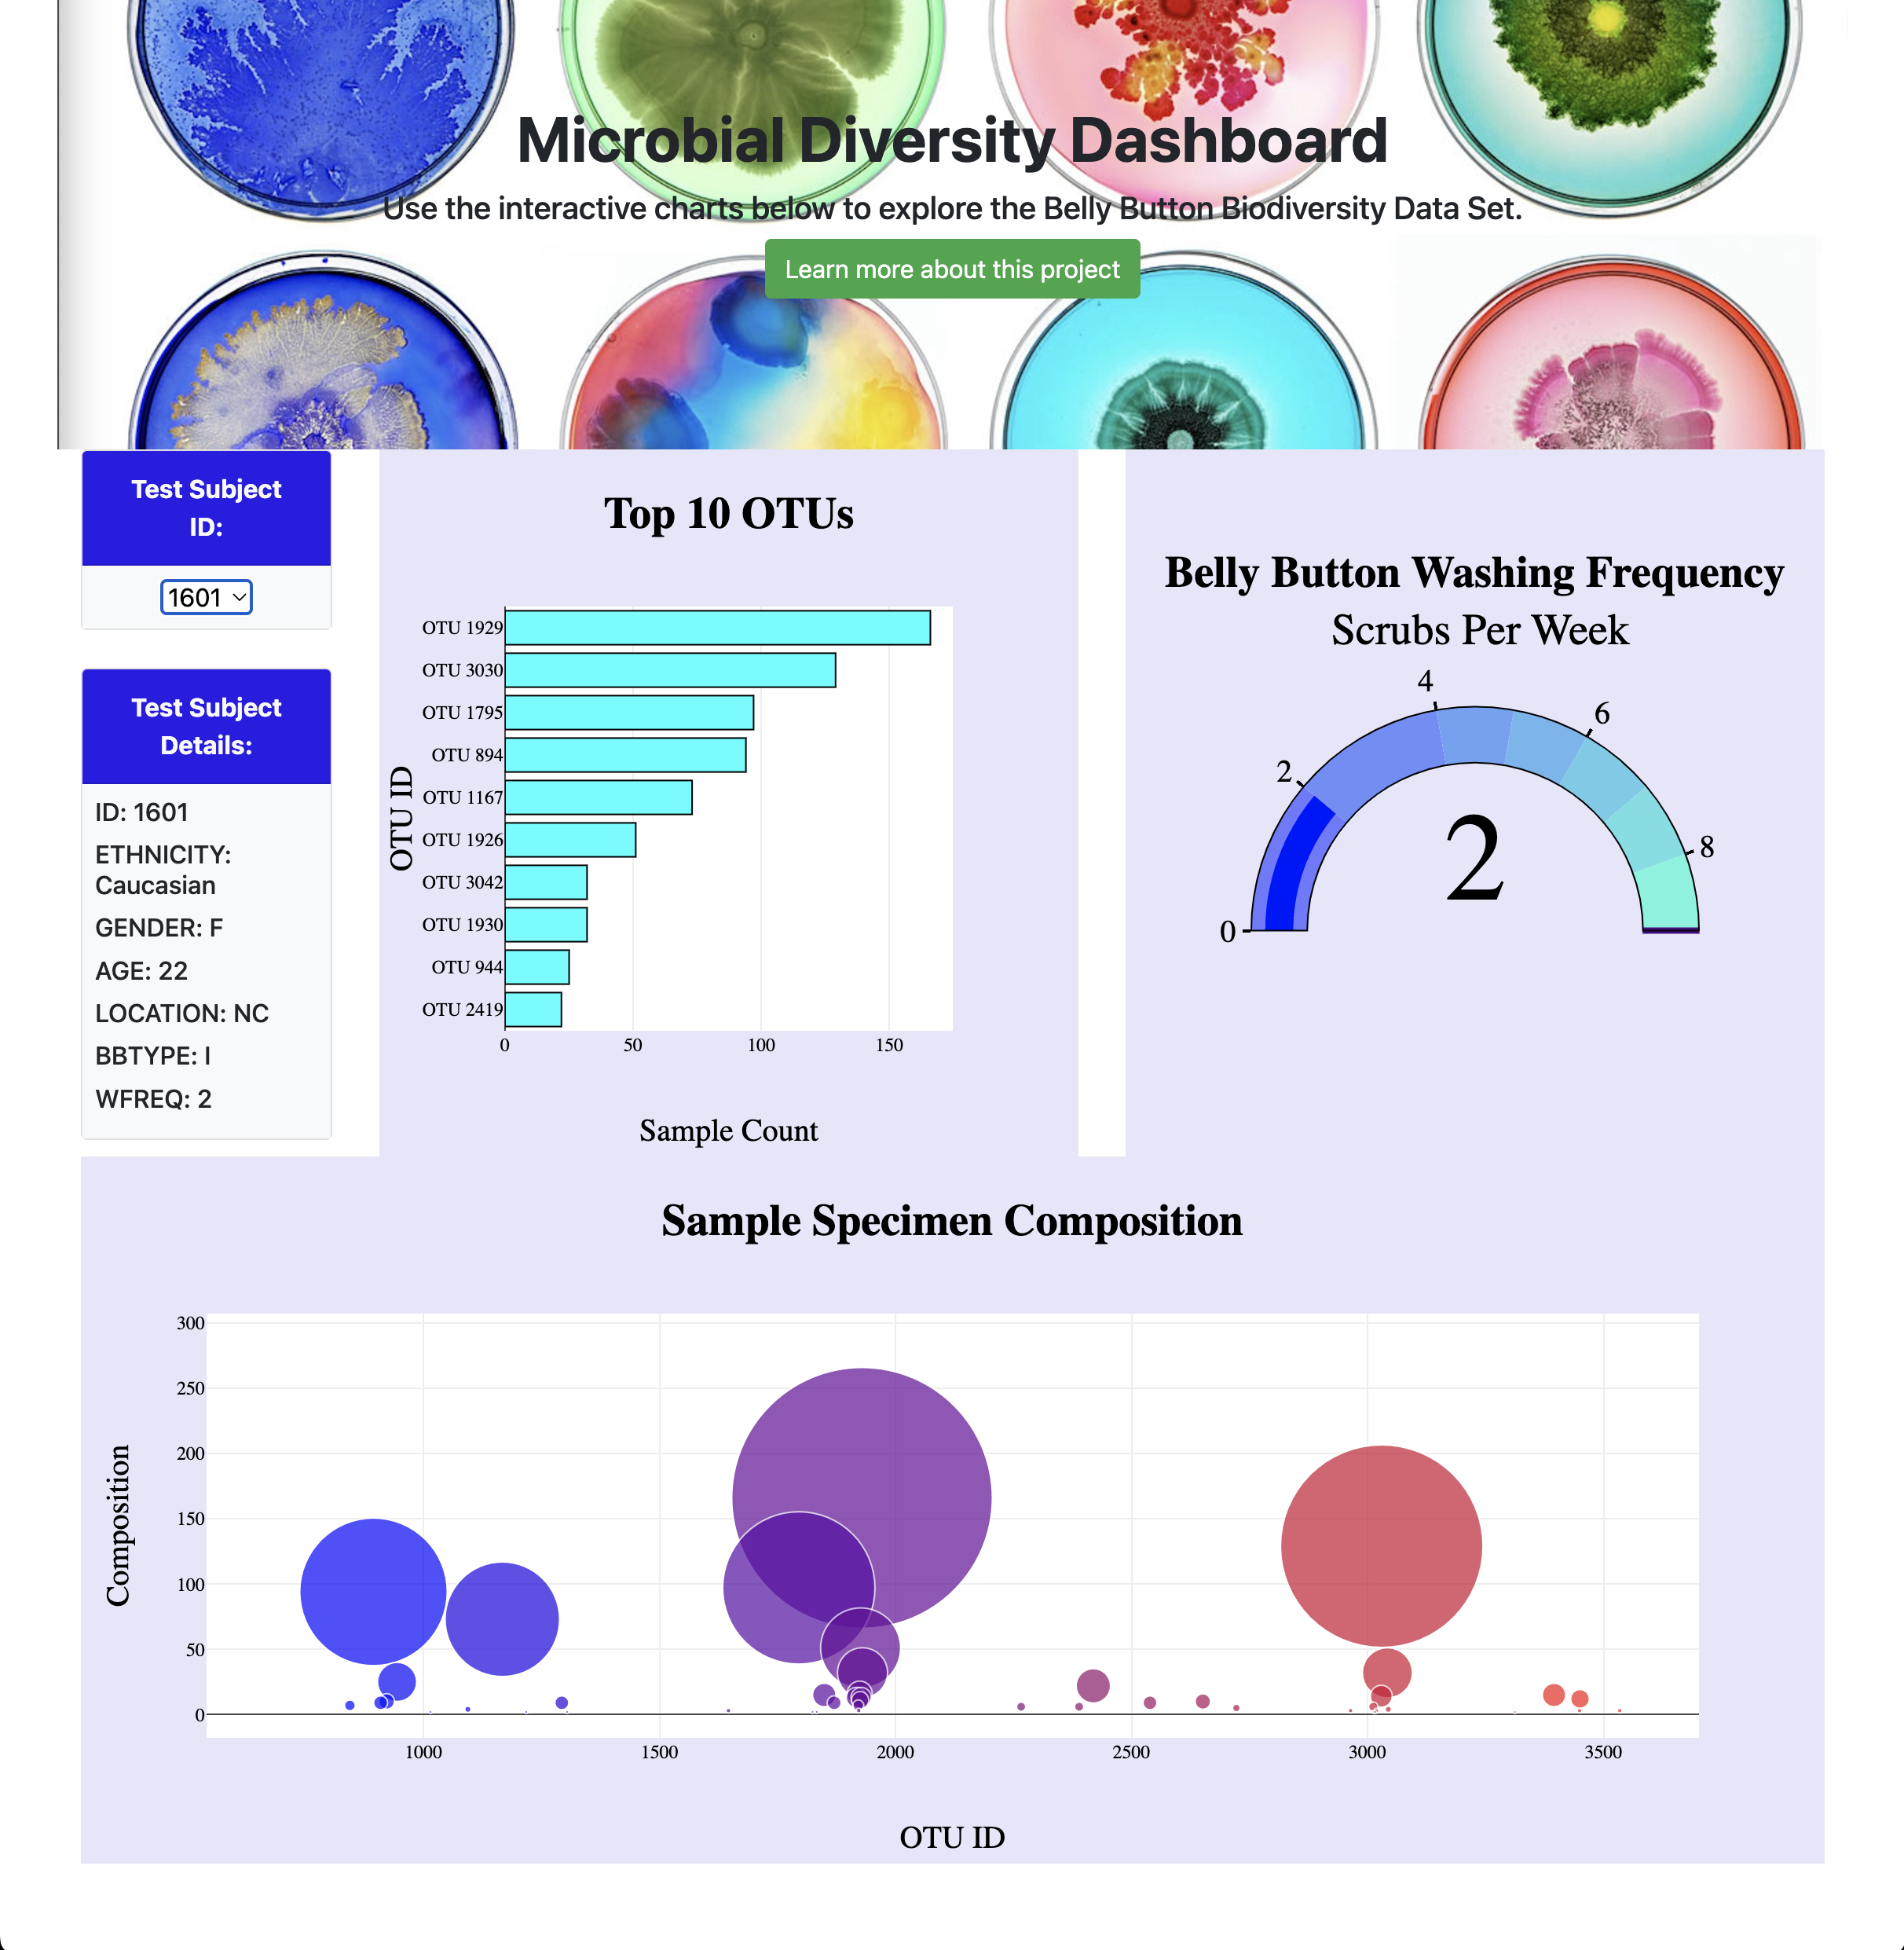 Microbial Diversity Dashboard
Use the interactive charts below to explore the Belly Button Biodiversity Data Set.
Learn more about this project
Test Subject
ID:
1601
Test Subject
Details:
ID: 1601
ETHNICITY:
Caucasian
GENDER: F
AGE: 22
LOCATION: NC
BBTYPE: I
WFREQ: 2
Top 10 OTUs
OTU ID
OTU 1929
OTU 3030
OTU 1795
OTU 894
OTU 1167
OTU 1926
OTU 3042
OTU 1930
OTU 944
OTU 2419
0 50 100 150
Sample Count
Belly Button Washing Frequency
Scrubs Per Week
0
2
4
6
8
2
Sample Specimen Composition
Composition
300
250
200
150
100
50
0
1000 1500 2000 2500 3000 3500
OTU ID